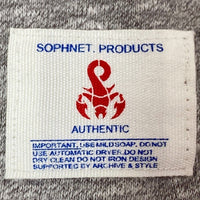 SOPHNET. PRODUCTS
AUTHENTIC
IMPORTANT. USE MILD SOAP. DO NOT
USE AUTOMATIC DRYER. DO NOT
DRY CLEAN DO NOT IRON DESIGN
SUPPORTED BY ARCHIVE & STYLE